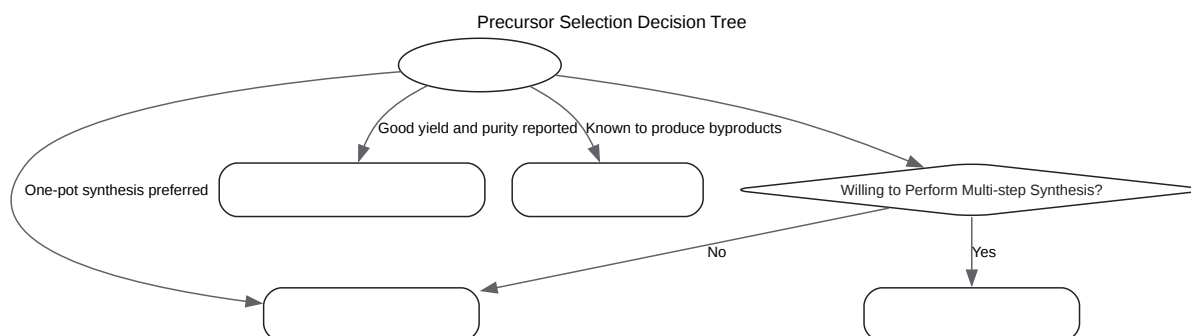 Precursor Selection Decision Tree
Good yield and purity reported
Known to produce byproducts
One-pot synthesis preferred
Willing to Perform Multi-step Synthesis?
No
Yes